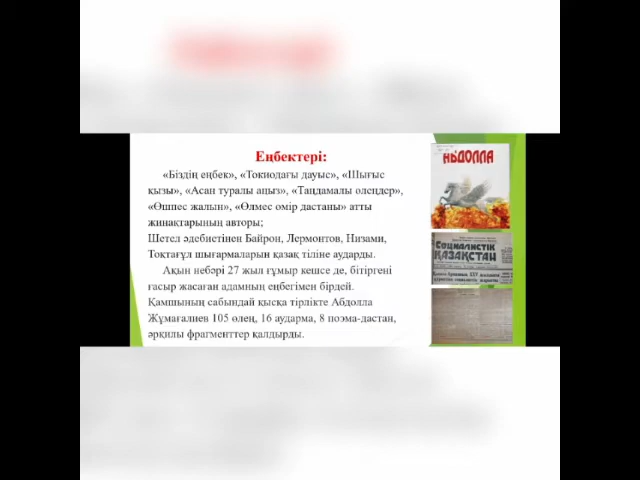 Еңбектері:
«Біздің еңбек», «Токиодағы дауыс», «Шығыс
қызы», «Асан туралы аңыз», «Таңдамалы өлеңдер»,
«Өшпес жалын», «Өлмес өмір дастаны» атты
жинақтарының авторы;
Шетел әдебиетінен Байрон, Лермонтов, Низами,
Тоқтағұл шығармаларын қазақ тіліне аударды.
Ақын небәрі 27 жыл ғұмыр кешсе де, бітіргені
ғасыр жасаған адамның еңбегімен бірдей.
Қамшының сабындай қысқа тірлікте Абдолла
Жұмағалиев 105 өлең, 16 аударма, 8 поэма-дастан,
әрқилы фрагменттер қалдырды.
АБДОЛЛА
Социалистік
Қазақстан